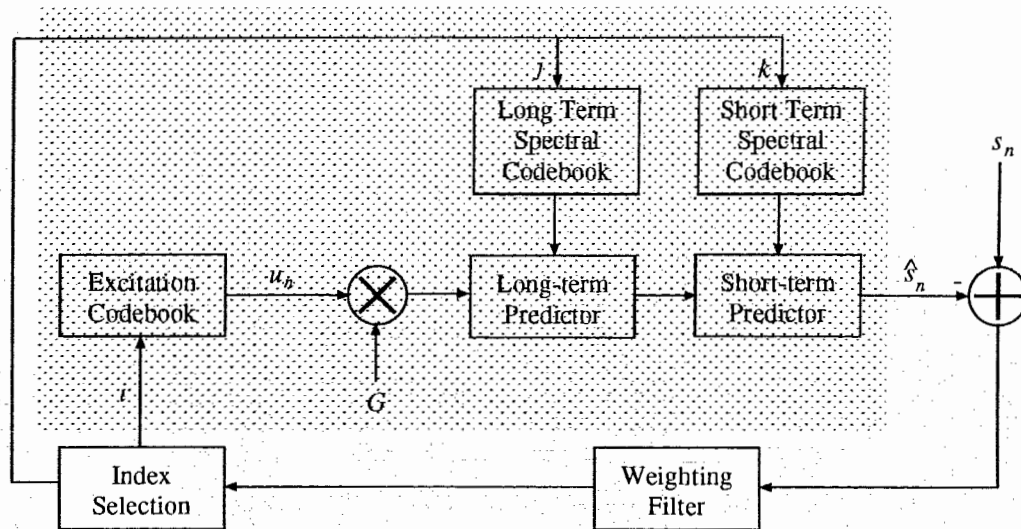 j
k
Long Term
Spectral
Codebook
Short Term
Spectral
Codebook
s_n
Excitation
Codebook
u_n
Long-term
Predictor
Short-term
Predictor
ŝ_n
-
i
G
Index
Selection
Weighting
Filter